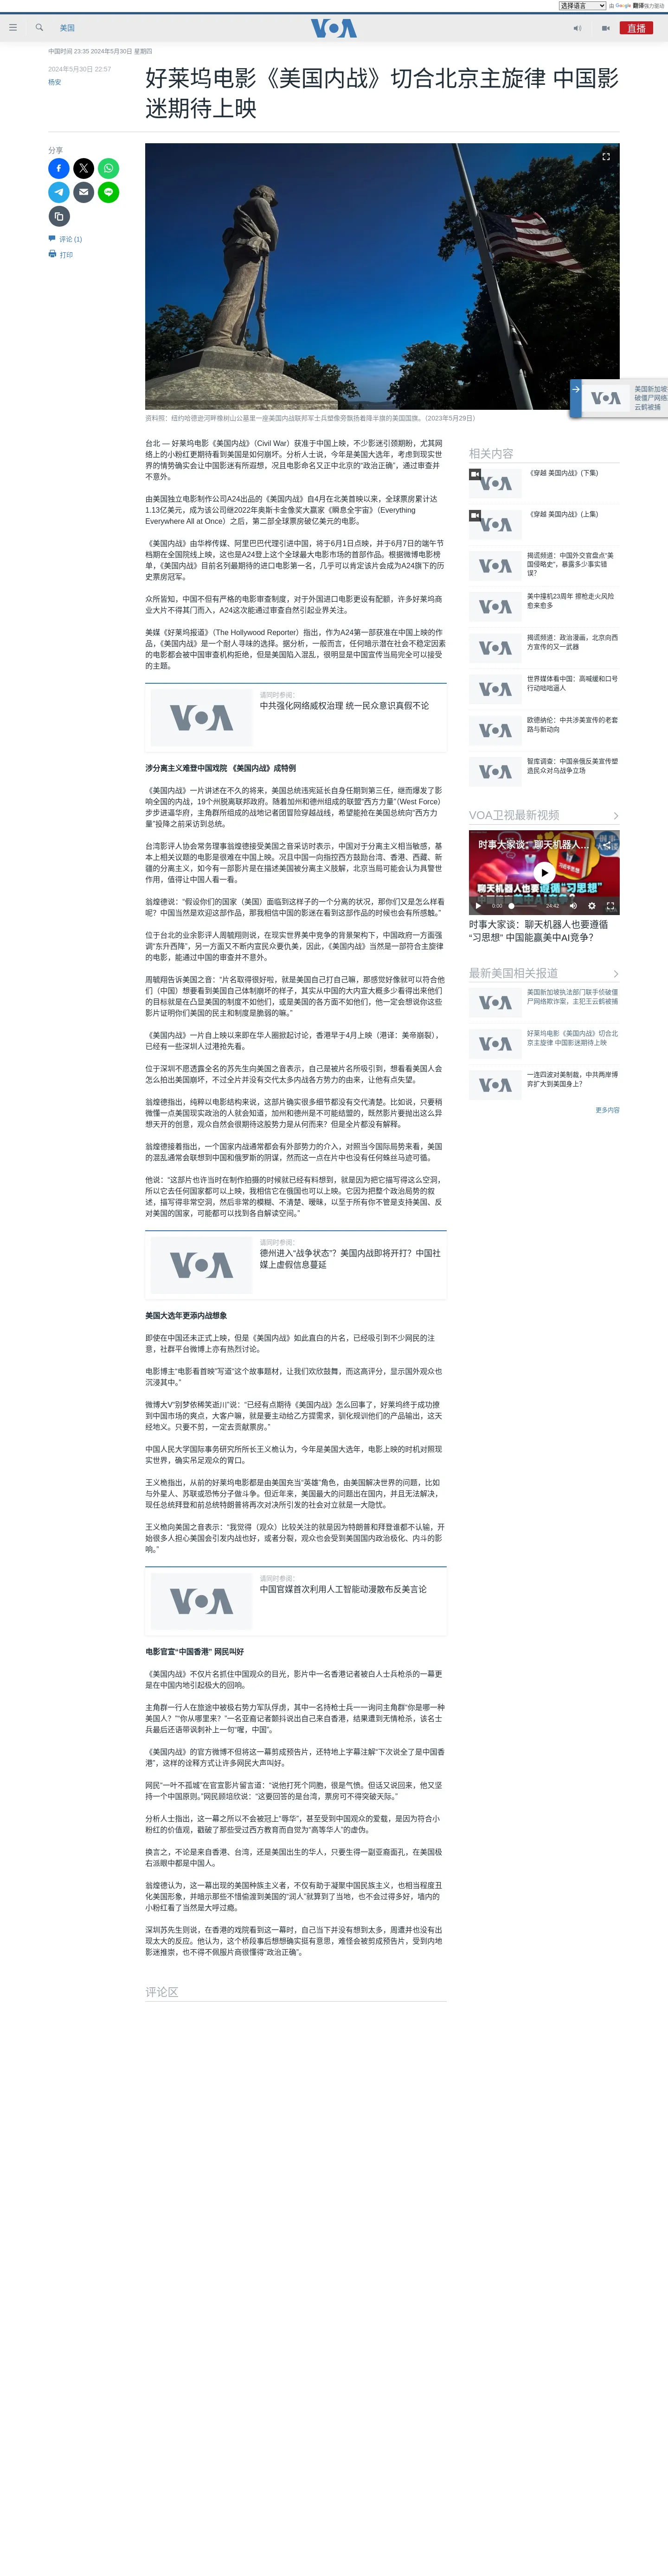 选择语言 由 Google 翻译强力驱动
美国
VOA
直播
中国时间 23:35 2024年5月30日 星期四
2024年5月30日 22:57
杨安
好莱坞电影《美国内战》切合北京主旋律 中国影
迷期待上映
分享
评论 (1)
打印
资料照：纽约哈德逊河畔橡树山公墓里一座美国内战联邦军士兵塑像旁飘扬着降半旗的美国国旗。（2023年5月29日）
美国新加坡
破僵尸网络
云鹤被捕
台北 — 好莱坞电影《美国内战》（Civil War）获准于中国上映，不少影迷引颈期盼，尤其网
络上的小粉红更期待看到美国是如何崩坏。分析人士说，今年是美国大选年，考虑到现实世
界的情势确实会让中国影迷有所遐想，况且电影命名又正中北京的“政治正确”，通过审查并
不意外。
由美国独立电影制作公司A24出品的《美国内战》自4月在北美首映以来，全球票房累计达
1.13亿美元，成为该公司继2022年奥斯卡金像奖大赢家《瞬息全宇宙》（Everything
Everywhere All at Once）之后，第二部全球票房破亿美元的电影。
《美国内战》由华桦传媒、阿里巴巴代理引进中国，将于6月1日点映，并于6月7日的端午节
档期在全国院线上映，这也是A24登上这个全球最大电影市场的首部作品。根据微博电影榜
单，《美国内战》目前名列最期待的进口电影第一名，几乎可以肯定该片会成为A24旗下的历
史票房冠军。
众所皆知，中国不但有严格的电影审查制度，对于外国进口电影更设有配额，许多好莱坞商
业大片不得其门而入，A24这次能通过审查自然引起业界关注。
美媒《好莱坞报道》（The Hollywood Reporter）指出，作为A24第一部获准在中国上映的作
品，《美国内战》是一个耐人寻味的选择。据分析，一般而言，任何暗示潜在社会不稳定因素
的电影都会被中国审查机构拒绝，但是美国陷入混乱，很明显是中国宣传当局完全可以接受
的主题。
VOA
请同时参阅:
中共强化网络威权治理 统一民众意识真假不论
涉分离主义难登中国戏院 《美国内战》成特例
《美国内战》一片讲述在不久的将来，美国总统违宪延长自身任期到第三任，继而爆发了影
响全国的内战，19个州脱离联邦政府。随着加州和德州组成的联盟“西方力量”（West Force）
步步进逼华府，主角群所组成的战地记者团冒险穿越战线，希望能抢在美国总统向“西方力
量”投降之前采访到总统。
台湾影评人协会常务理事翁煌德接受美国之音采访时表示，中国对于分离主义相当敏感，基
本上相关议题的电影是很难在中国上映。况且中国一向指控西方鼓励台湾、香港、西藏、新
疆的分离主义，如今有一部影片是在描述美国被分离主义肢解，北京当局可能会认为具警世
作用，值得让中国人看一看。
翁煌德说：“假设你们的国家（美国）面临到这样子的一个分离的状况，那你们又是怎么样看
呢？中国当然是欢迎这部作品，那我相信中国的影迷在看到这部作品的时候也会有所感触。”
位于台北的业余影评人周毓翔则说，在现实世界美中竞争的背景架构下，中国政府一方面强
调“东升西降”，另一方面又不断内宣民众要仇美，因此，《美国内战》当然是一部符合主旋律
的电影，能通过中国的审查并不意外。
周毓翔告诉美国之音：“片名取得很好啦，就是美国自己打自己嘛，那感觉好像就可以符合他
们（中国）想要看到美国自己体制崩坏的样子，其实从中国的大内宣大概多少看得出来他们
的目标就是在凸显美国的制度不如他们，或是美国的各方面不如他们，他一定会想说你这些
影片证明你们美国的民主和制度是脆弱的嘛。”
《美国内战》一片自上映以来即在华人圈掀起讨论，香港早于4月上映（港译：美帝崩裂），
已经有一些深圳人过港抢先看。
位于深圳不愿透露全名的苏先生向美国之音表示，自己是被片名所吸引到，想看看美国人会
怎么拍出美国崩坏，不过全片并没有交代太多内战各方势力的由来，让他有点失望。
翁煌德指出，纯粹以电影结构来说，这部片确实很多细节都没有交代清楚。比如说，只要稍
微懂一点美国现实政治的人就会知道，加州和德州是不可能结盟的，既然影片要抛出这么异
想天开的创意，观众自然会很期待这股势力是从何而来？但是全片都没有解释。
翁煌德接着指出，一个国家内战通常都会有外部势力的介入，对照当今国际局势来看，美国
的混乱通常会联想到中国和俄罗斯的阴谋，然而这一点在片中也没有任何蛛丝马迹可循。
他说：“这部片也许当时在制作拍摄的时候就已经有料想到，就是因为把它描写得这么空洞，
所以它去任何国家都可以上映，我相信它在俄国也可以上映。它因为把整个政治局势的叙
述，描写得非常空洞，然后非常的模糊、不清楚、暧昧，以至于所有你不管是支持美国、反
对美国的国家，可能都可以找到各自解读空间。”
VOA
请同时参阅:
德州进入“战争状态”？美国内战即将开打？中国社
媒上虚假信息蔓延
美国大选年更添内战想象
即使在中国还未正式上映，但是《美国内战》如此直白的片名，已经吸引到不少网民的注
意，社群平台微博上亦有热烈讨论。
电影博主“电影看首映”写道“这个故事题材，让我们欢欣鼓舞，而这高评分，显示国外观众也
沉浸其中。”
微博大V“别梦依稀笑逝川”说：“已经有点期待《美国内战》怎么回事了，好莱坞终于成功撩
到中国市场的爽点，大客户嘛，就是要主动给乙方提需求，驯化规训他们的产品输出，这天
经地义。只要不剪，一定去贡献票房。”
中国人民大学国际事务研究所所长王义桅认为，今年是美国大选年，电影上映的时机对照现
实世界，确实吊足观众的胃口。
王义桅指出，从前的好莱坞电影都是由美国充当“英雄”角色，由美国解决世界的问题，比如
与外星人、苏联或恐怖分子做斗争。但近年来，美国最大的问题出在国内，并且无法解决，
现任总统拜登和前总统特朗普将再次对决所引发的社会对立就是一大隐忧。
王义桅向美国之音表示：“我觉得（观众）比较关注的就是因为特朗普和拜登谁都不认输，开
始很多人担心美国会引发内战也好，或者分裂，观众也会受到美国国内政治极化、内斗的影
响。”
VOA
请同时参阅:
中国官媒首次利用人工智能动漫散布反美言论
电影官宣“中国香港” 网民叫好
《美国内战》不仅片名抓住中国观众的目光，影片中一名香港记者被白人士兵枪杀的一幕更
是在中国内地引起极大的回响。
主角群一行人在旅途中被极右势力军队俘虏，其中一名持枪士兵一一询问主角群“你是哪一种
美国人？”“你从哪里来？”一名亚裔记者颤抖说出自己来自香港，结果遭到无情枪杀，该名士
兵最后还语带讽刺补上一句“喔，中国”。
《美国内战》的官方微博不但将这一幕剪成预告片，还特地上字幕注解“下次说全了是中国香
港”，这样的诠释方式让许多网民大声叫好。
网民“一叶不孤城”在官宣影片留言道：“说他打死个同胞，很是气愤。但话又说回来，他又坚
持一个中国原则。”网民顾培欣说：“这要回答的是台湾，票房可不得突破天际。”
分析人士指出，这一幕之所以不会被冠上“辱华”，甚至受到中国观众的爱载，是因为符合小
粉红的价值观，戳破了那些受过西方教育而自觉为“高等华人”的虚伪。
换言之，不论是来自香港、台湾，还是美国出生的华人，只要生得一副亚裔面孔，在美国极
右派眼中都是中国人。
翁煌德认为，这一幕出现的美国种族主义者，不仅有助于凝聚中国民族主义，也相当程度丑
化美国形象，并暗示那些不惜偷渡到美国的“润人”就算到了当地，也不会过得多好，墙内的
小粉红看了当然是大呼过瘾。
深圳苏先生则说，在香港的戏院看到这一幕时，自己当下并没有想到太多，周遭并也没有出
现太大的反应。他认为，这个桥段事后想想确实挺有意思，难怪会被剪成预告片，受到内地
影迷推崇，也不得不佩服片商很懂得“政治正确”。
评论区
相关内容
《穿越 美国内战》(下集)
《穿越 美国内战》(上集)
揭谎频道：中国外交官盘点“美
国侵略史”，暴露多少事实错
误？
美中撞机23周年 擦枪走火风险
愈来愈多
揭谎频道：政治漫画，北京向西
方宣传的又一武器
世界媒体看中国：高喊缓和口号
行动咄咄逼人
欧德纳伦：中共涉美宣传的老套
路与新动向
智库调查：中国亲俄反美宣传塑
造民众对乌战争立场
VOA卫视最新视频
时事大家谈：聊天机器人...
聊天机器人也要遵循“习思想”
0:00
24:42
时事大家谈：聊天机器人也要遵循
“习思想” 中国能赢美中AI竞争？
最新美国相关报道
美国新加坡执法部门联手侦破僵
尸网络欺诈案，主犯王云鹤被捕
好莱坞电影《美国内战》切合北
京主旋律 中国影迷期待上映
一连四波对美制裁，中共两岸博
弈扩大到美国身上？
更多内容